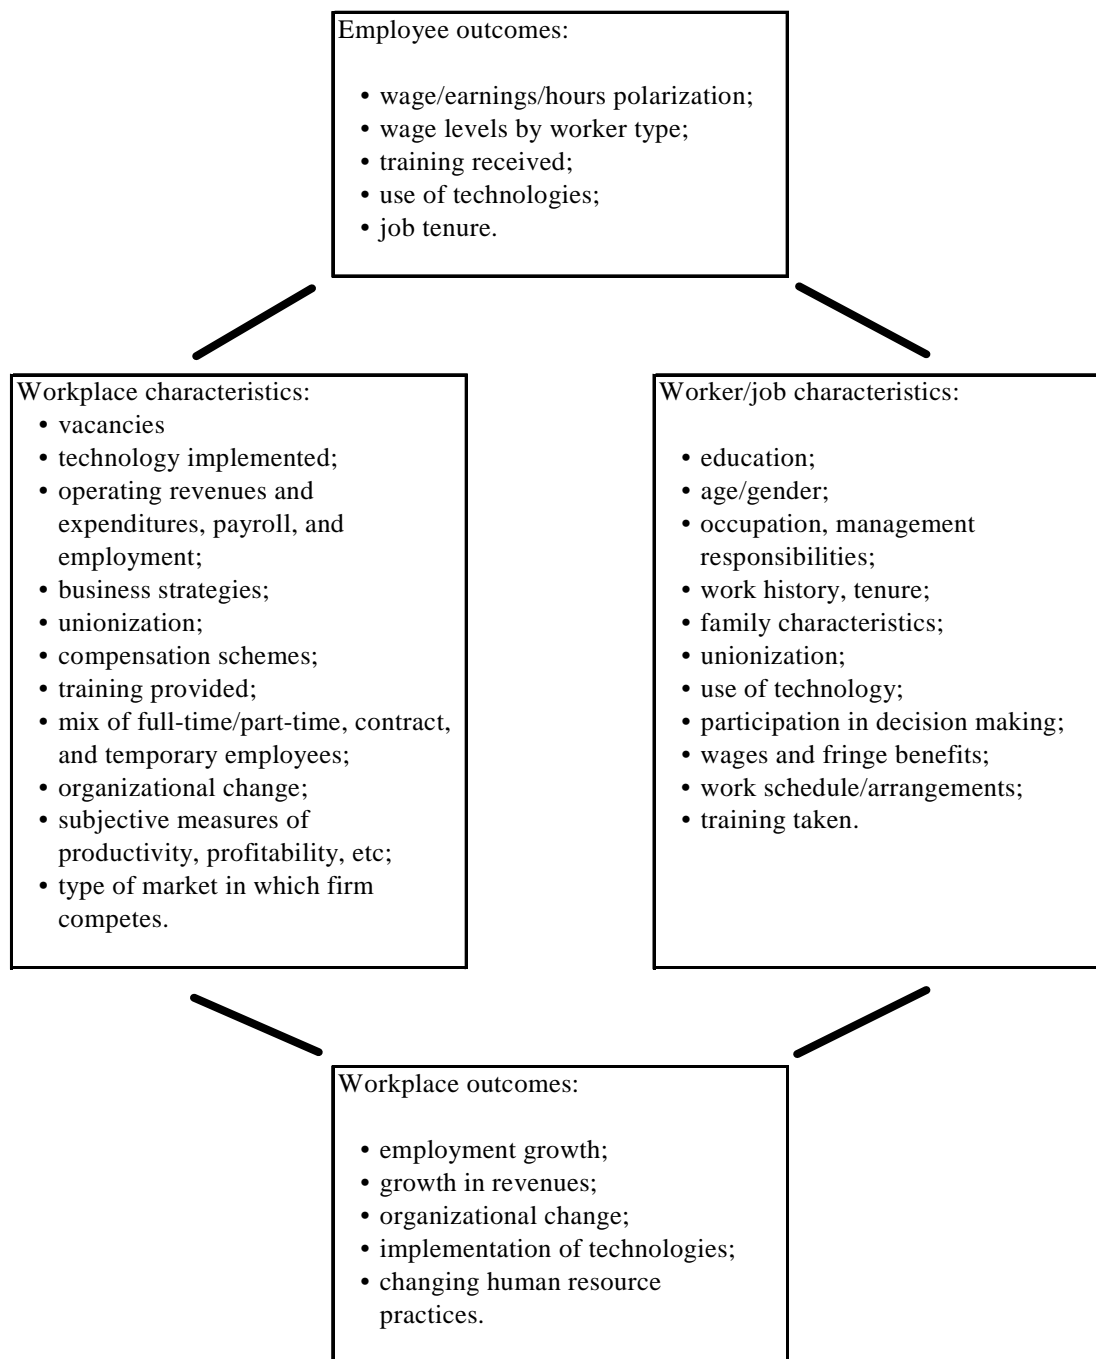 Employee outcomes:
• wage/earnings/hours polarization;
• wage levels by worker type;
• training received;
• use of technologies;
• job tenure.
Workplace characteristics:
• vacancies
• technology implemented;
• operating revenues and
expenditures, payroll, and
employment;
• business strategies;
• unionization;
• compensation schemes;
• training provided;
• mix of full-time/part-time, contract,
and temporary employees;
• organizational change;
• subjective measures of
productivity, profitability, etc;
• type of market in which firm
competes.
Worker/job characteristics:
• education;
• age/gender;
• occupation, management
responsibilities;
• work history, tenure;
• family characteristics;
• unionization;
• use of technology;
• participation in decision making;
• wages and fringe benefits;
• work schedule/arrangements;
• training taken.
Workplace outcomes:
• employment growth;
• growth in revenues;
• organizational change;
• implementation of technologies;
• changing human resource
practices.